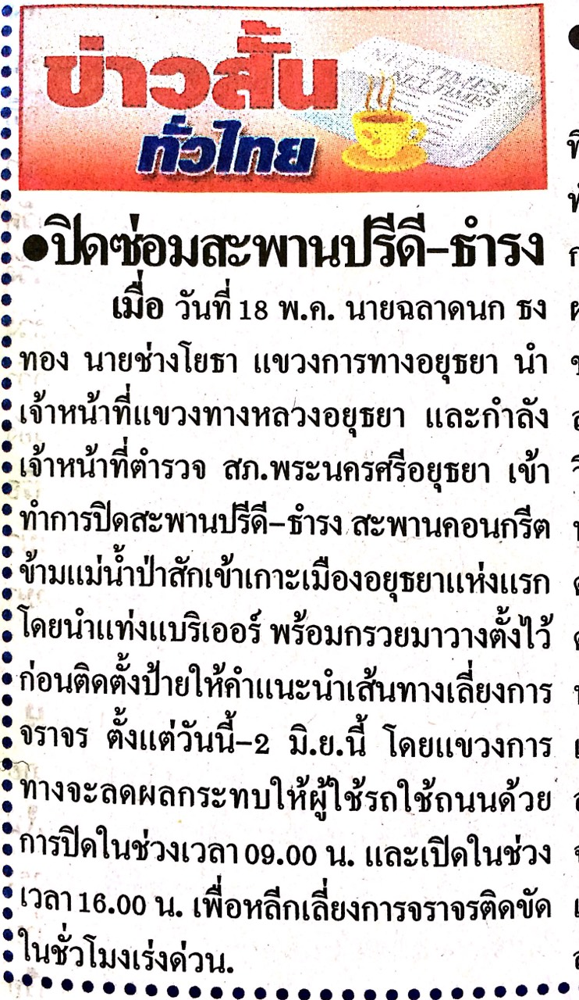 ข่าวสั้น
ทั่วไทย
NEL TIMES
NEL TIMES
●ปิดซ่อมสะพานปรีดี-ธำรง
เมื่อ วันที่ 18 พ.ค. นายฉลาดนก ธง
ทอง นายช่างโยธา แขวงการทางอยุธยา นำ
เจ้าหน้าที่แขวงทางหลวงอยุธยา และกำลัง
เจ้าหน้าที่ตำรวจ สภ.พระนครศรีอยุธยา เข้า
ทำการปิดสะพานปรีดี-ธำรง สะพานคอนกรีต
ข้ามแม่น้ำป่าสักเข้าเกาะเมืองอยุธยาแห่งแรก
โดยนำแท่งแบริเออร์ พร้อมกรวยมาวางตั้งไว้
ก่อนติดตั้งป้ายให้คำแนะนำเส้นทางเลี่ยงการ
จราจร ตั้งแต่วันนี้-2 มิ.ย.นี้ โดยแขวงการ
ทางจะลดผลกระทบให้ผู้ใช้รถใช้ถนนด้วย
การปิดในช่วงเวลา 09.00 น. และเปิดในช่วง
เวลา 16.00 น. เพื่อหลีกเลี่ยงการจราจรติดขัด
ในชั่วโมงเร่งด่วน.